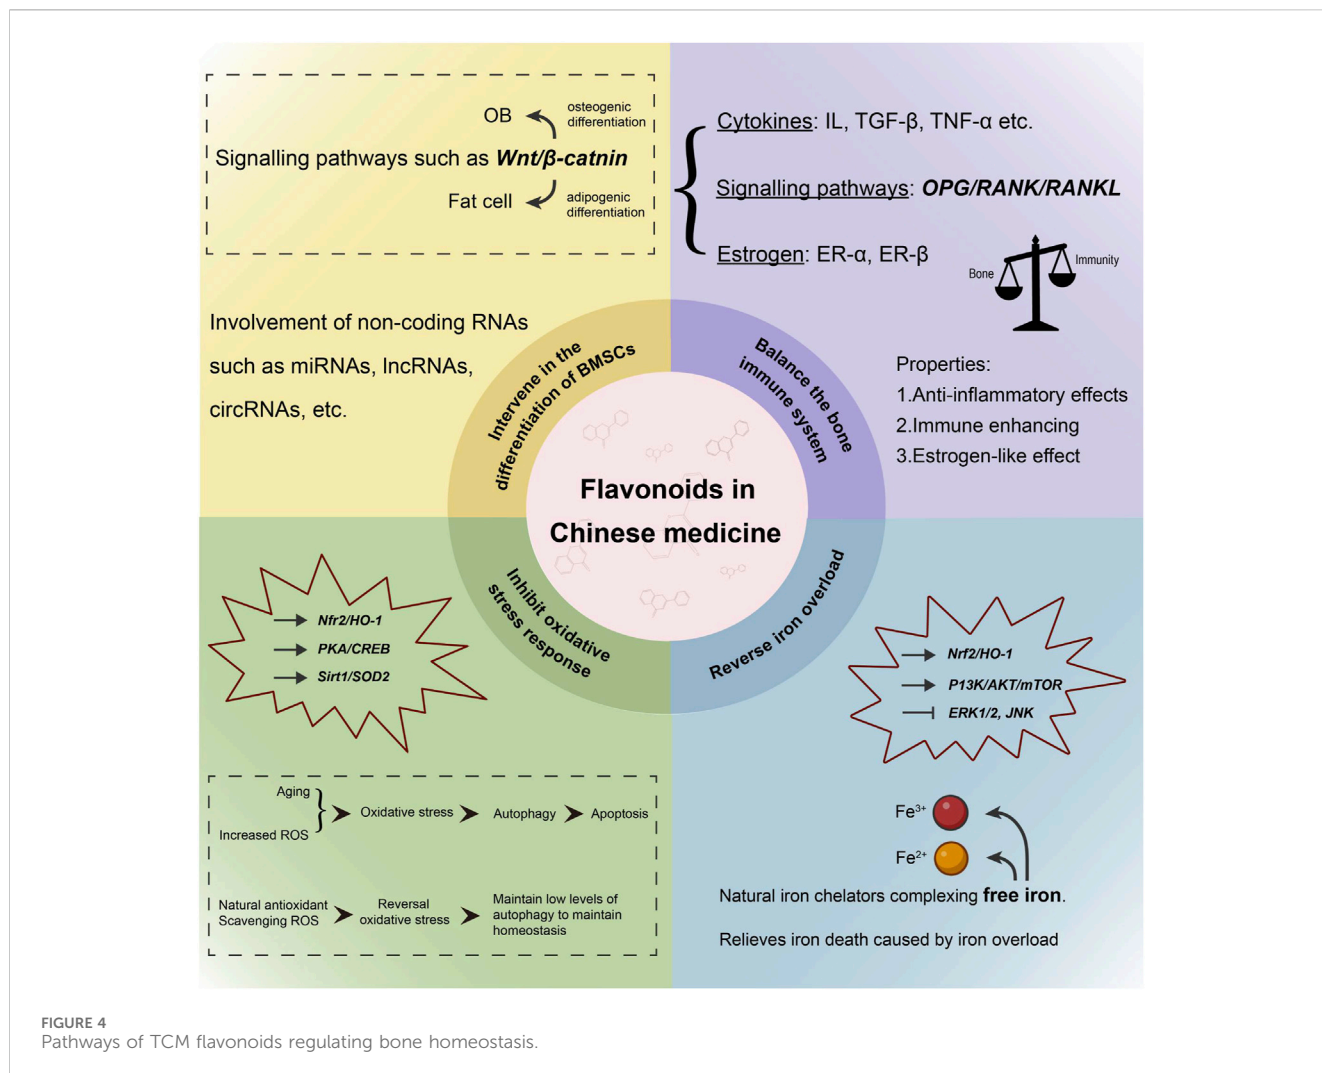 OB
osteogenic
differentiation
Signalling pathways such as Wnt/β-catnin
Fat cell
adipogenic
differentiation
Involvement of non-coding RNAs
such as miRNAs, lncRNAs,
circRNAs, etc.
Intervene in the
differentiation of BMSCs
Cytokines: IL, TGF-β, TNF-α etc.
Signalling pathways: OPG/RANK/RANKL
Estrogen: ER-α, ER-β
Bone
Immunity
Properties:
1.Anti-inflammatory effects
2.Immune enhancing
3.Estrogen-like effect
Balance the bone
immune system
Flavonoids in
Chinese medicine
Inhibit oxidative
stress response
Nfr2/HO-1
PKA/CREB
Sirt1/SOD2
Aging
Increased ROS
Oxidative stress
Autophagy
Apoptosis
Natural antioxidant
Scavenging ROS
Reversal
oxidative stress
Maintain low levels of
autophagy to maintain
homeostasis
Reverse iron overload
Nrf2/HO-1
P13K/AKT/mTOR
ERK1/2, JNK
Fe³⁺
Fe²⁺
Natural iron chelators complexing free iron.
Relieves iron death caused by iron overload
FIGURE 4
Pathways of TCM flavonoids regulating bone homeostasis.